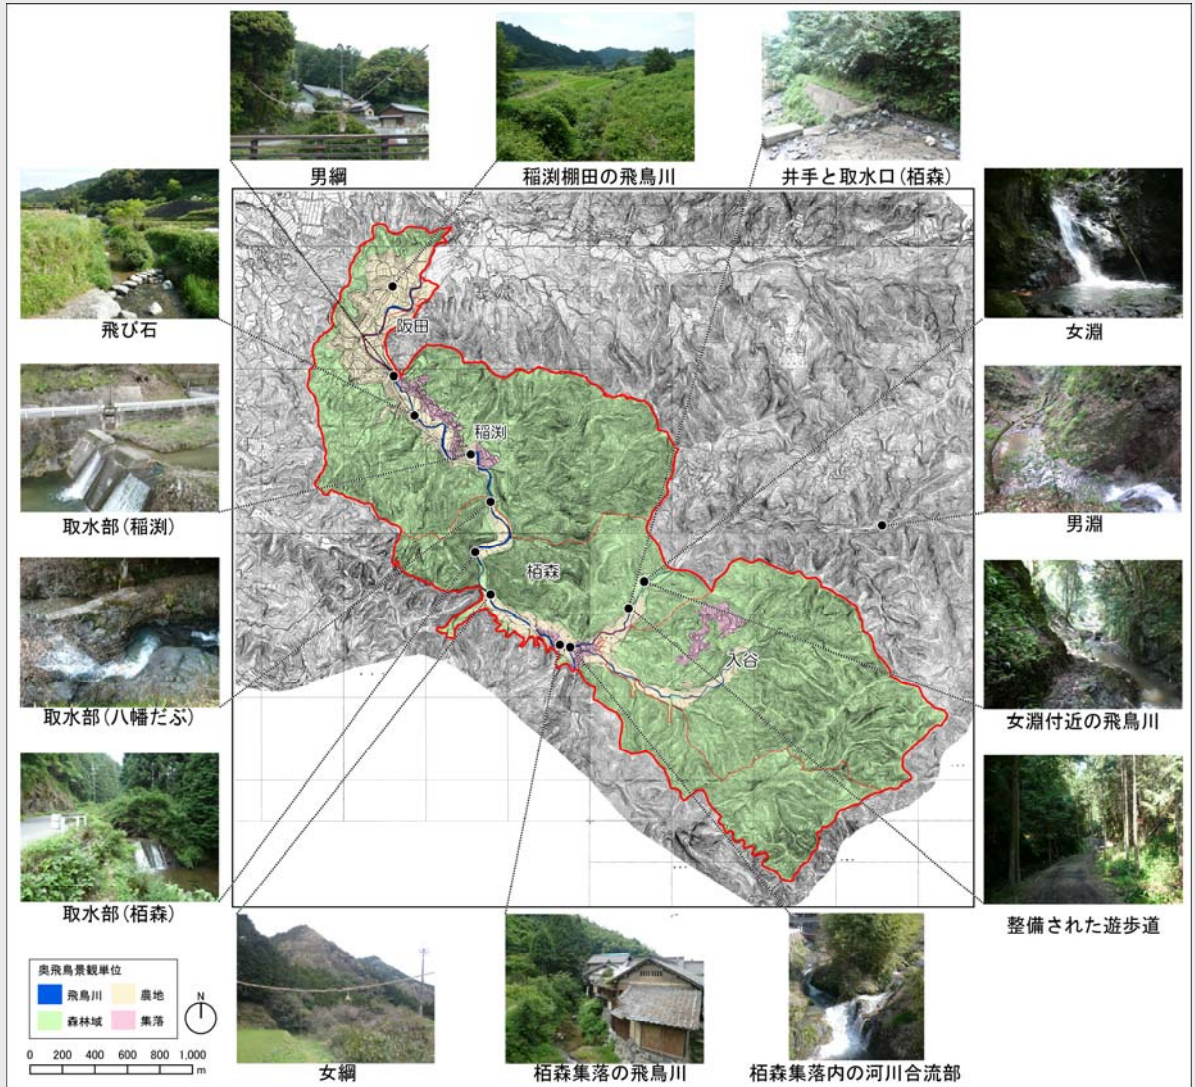 男綱
稲渕棚田の飛鳥川
井手と取水口(栢森)
飛び石
女淵
阪田
取水部(稲渕)
稲渕
男淵
栢森
取水部(八幡だぶ)
入谷
女淵付近の飛鳥川
取水部(栢森)
整備された遊歩道
奥飛鳥景観単位
飛鳥川
農地
森林域
集落
N
0 200 400 600 800 1,000
m
女綱
栢森集落の飛鳥川
栢森集落内の河川合流部